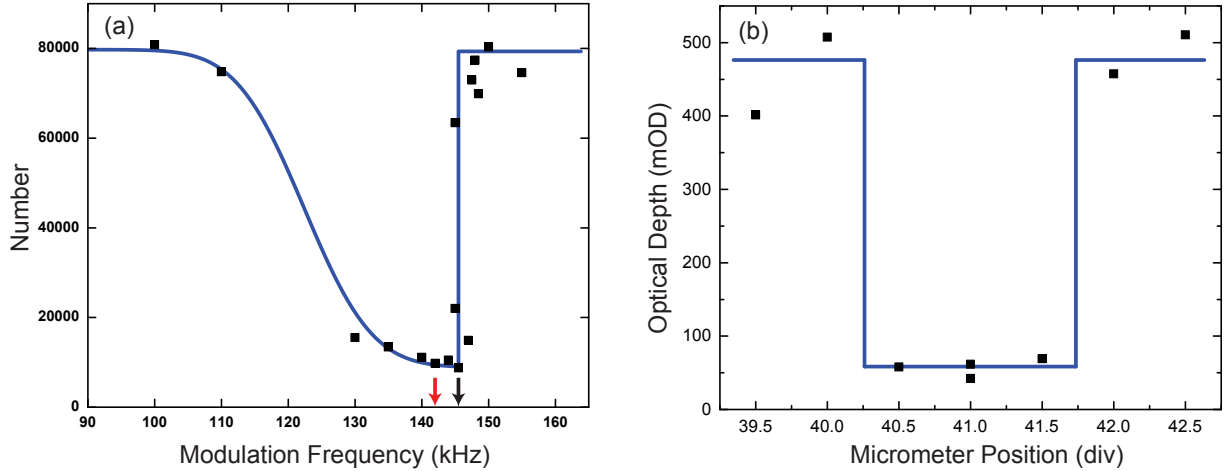 (a)
Number
80000
60000
40000
20000
0
90 100 110 120 130 140 150 160
Modulation Frequency (kHz)
(b)
Optical Depth (mOD)
500
400
300
200
100
0
39.5 40.0 40.5 41.0 41.5 42.0 42.5
Micrometer Position (div)